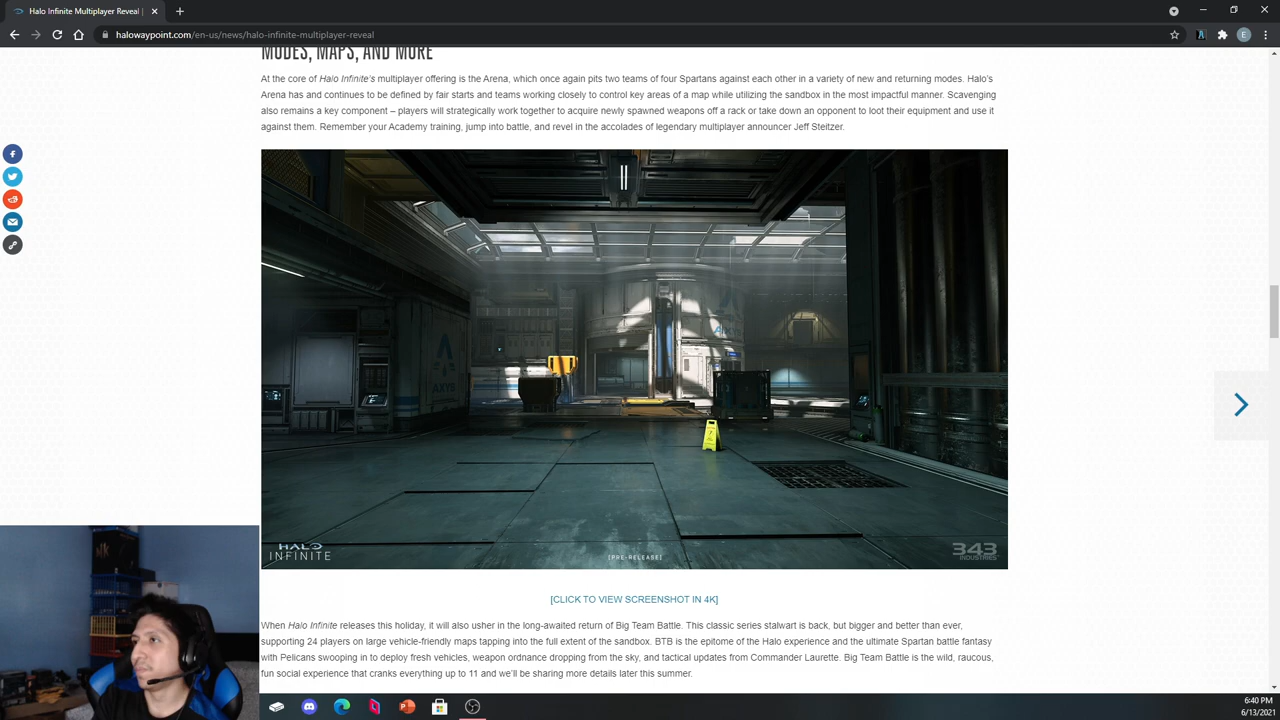 Halo Infinite Multiplayer Revea
halowaypoint.com/en-us/news/halo-infinite-multiplayer-reveal
E
MODES, MAPS, AND MORE
At the core of Halo Infinite's multiplayer offering is the Arena, which once again pits two teams of four Spartans against each other in a variety of new and returning modes. Halo's
Arena has and continues to be defined by fair starts and teams working closely to control key areas of a map while utilizing the sandbox in the most impactful manner. Scavenging
also remains a key component – players will strategically work together to acquire newly spawned weapons off a rack or take down an opponent to loot their equipment and use it
against them. Remember your Academy training, jump into battle, and revel in the accolades of legendary multiplayer announcer Jeff Steitzer.
AXYS
HALO
INFINITE
[PRE-RELEASE]
343
INDUSTRIES
[CLICK TO VIEW SCREENSHOT IN 4K]
When Halo Infinite releases this holiday, it will also usher in the long-awaited return of Big Team Battle. This classic series stalwart is back, but bigger and better than ever,
supporting 24 players on large vehicle-friendly maps tapping into the full extent of the sandbox. BTB is the epitome of the Halo experience and the ultimate Spartan battle fantasy
with Pelicans swooping in to deploy fresh vehicles, weapon ordnance dropping from the sky, and tactical updates from Commander Laurette. Big Team Battle is the wild, raucous,
fun social experience that cranks everything up to 11 and we'll be sharing more details later this summer.
6:40 PM
6/13/2021